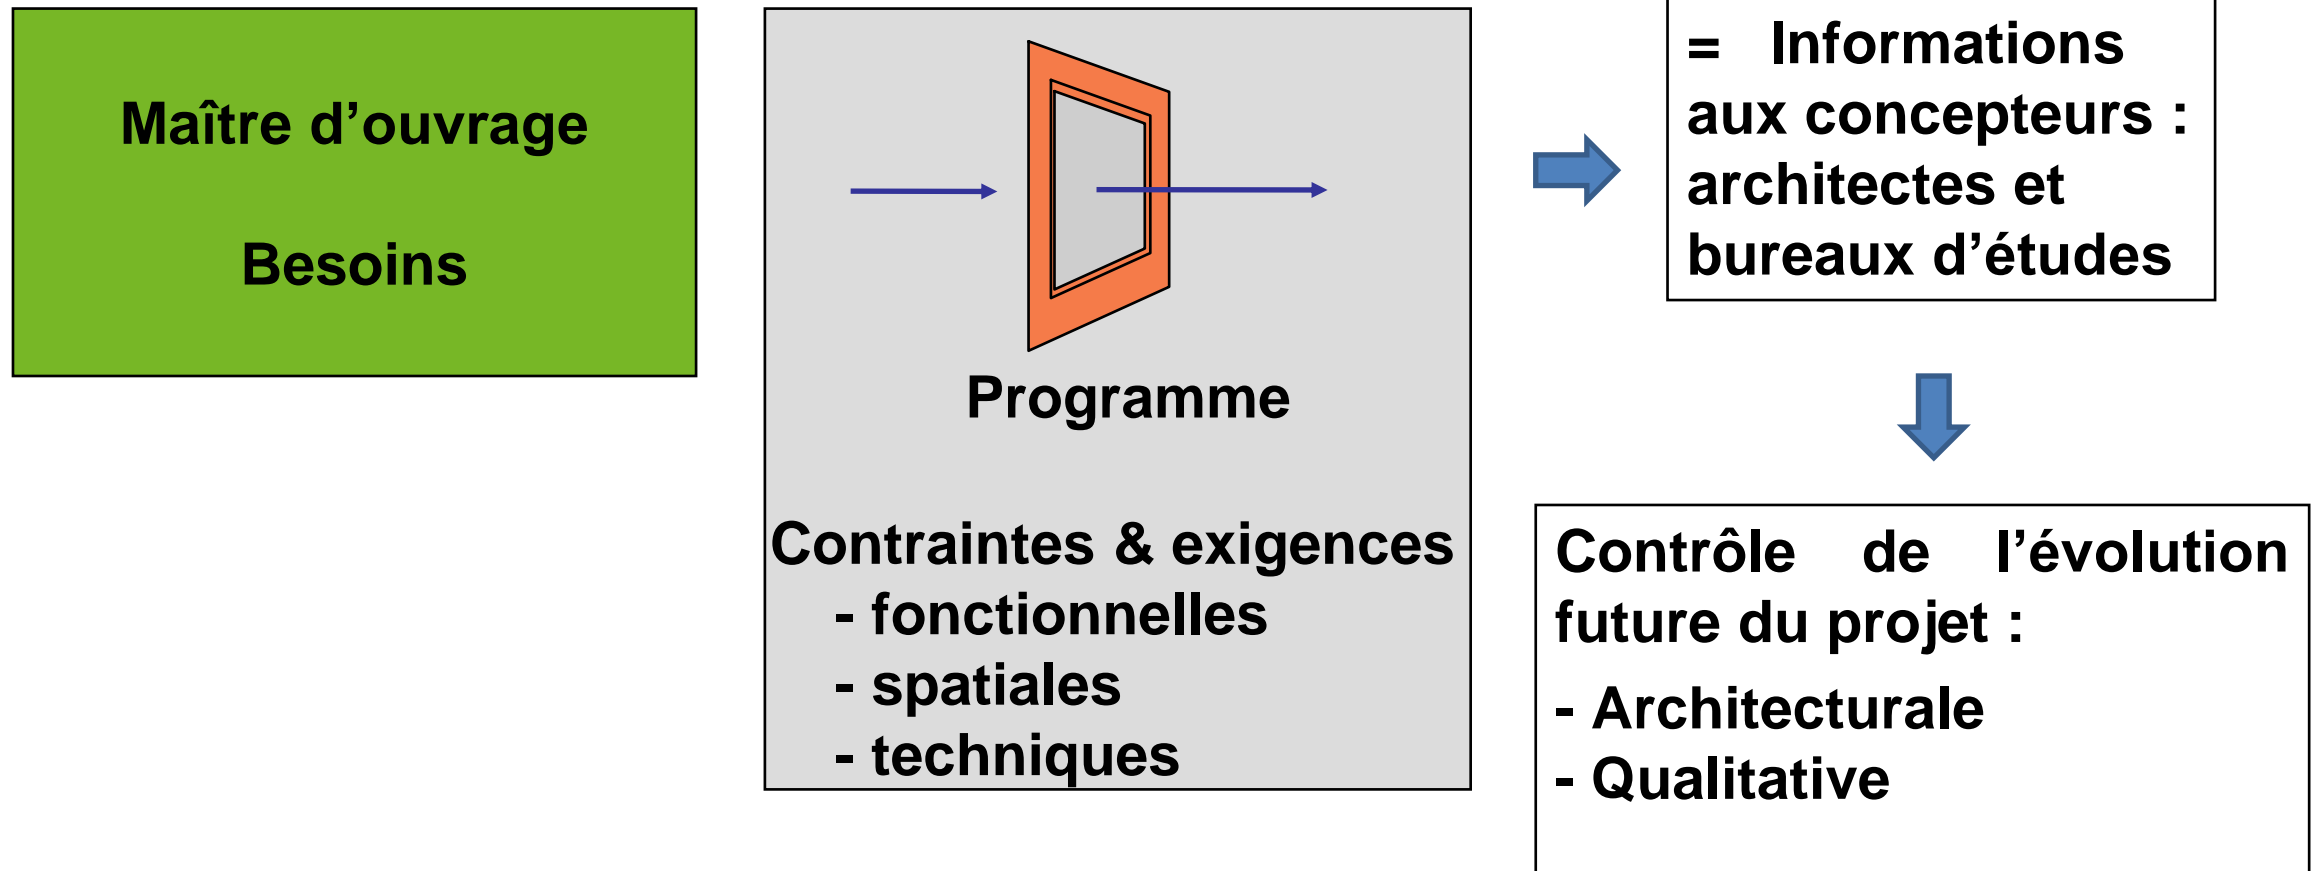 Maître d’ouvrage
Besoins
Programme
Contraintes & exigences
- fonctionnelles
- spatiales
- techniques
= Informations
aux concepteurs :
architectes et
bureaux d’études
Contrôle de l’évolution
future du projet :
- Architecturale
- Qualitative